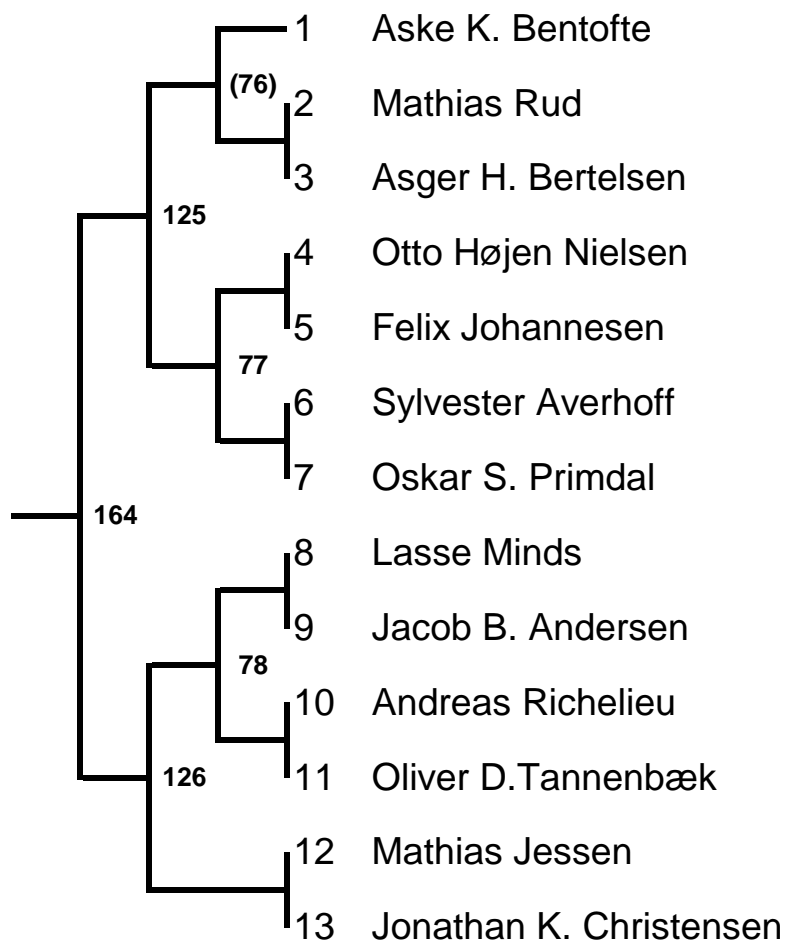 1 Aske K. Bentofte
(76)
2 Mathias Rud
3 Asger H. Bertelsen
125
4 Otto Højen Nielsen
5 Felix Johannesen
77
6 Sylvester Averhoff
7 Oskar S. Primdal
164
8 Lasse Minds
9 Jacob B. Andersen
78
10 Andreas Richelieu
126
11 Oliver D.Tannenbæk
12 Mathias Jessen
13 Jonathan K. Christensen